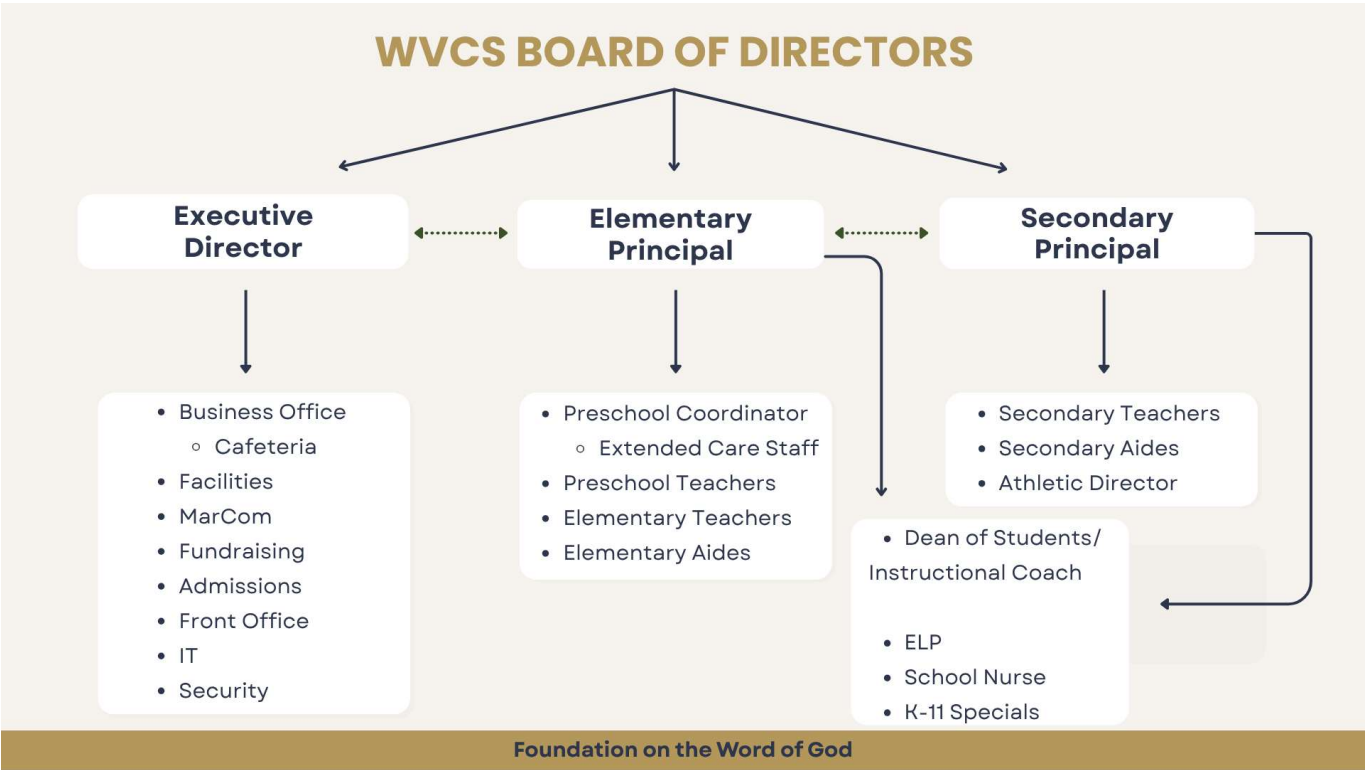 WVCS BOARD OF DIRECTORS
Executive
Director
Elementary
Principal
Secondary
Principal
• Business Office
◦ Cafeteria
• Facilities
• MarCom
• Fundraising
• Admissions
• Front Office
• IT
• Security
• Preschool Coordinator
◦ Extended Care Staff
• Preschool Teachers
• Elementary Teachers
• Elementary Aides
• Secondary Teachers
• Secondary Aides
• Athletic Director
• Dean of Students/
Instructional Coach
• ELP
• School Nurse
• K-11 Specials
Foundation on the Word of God